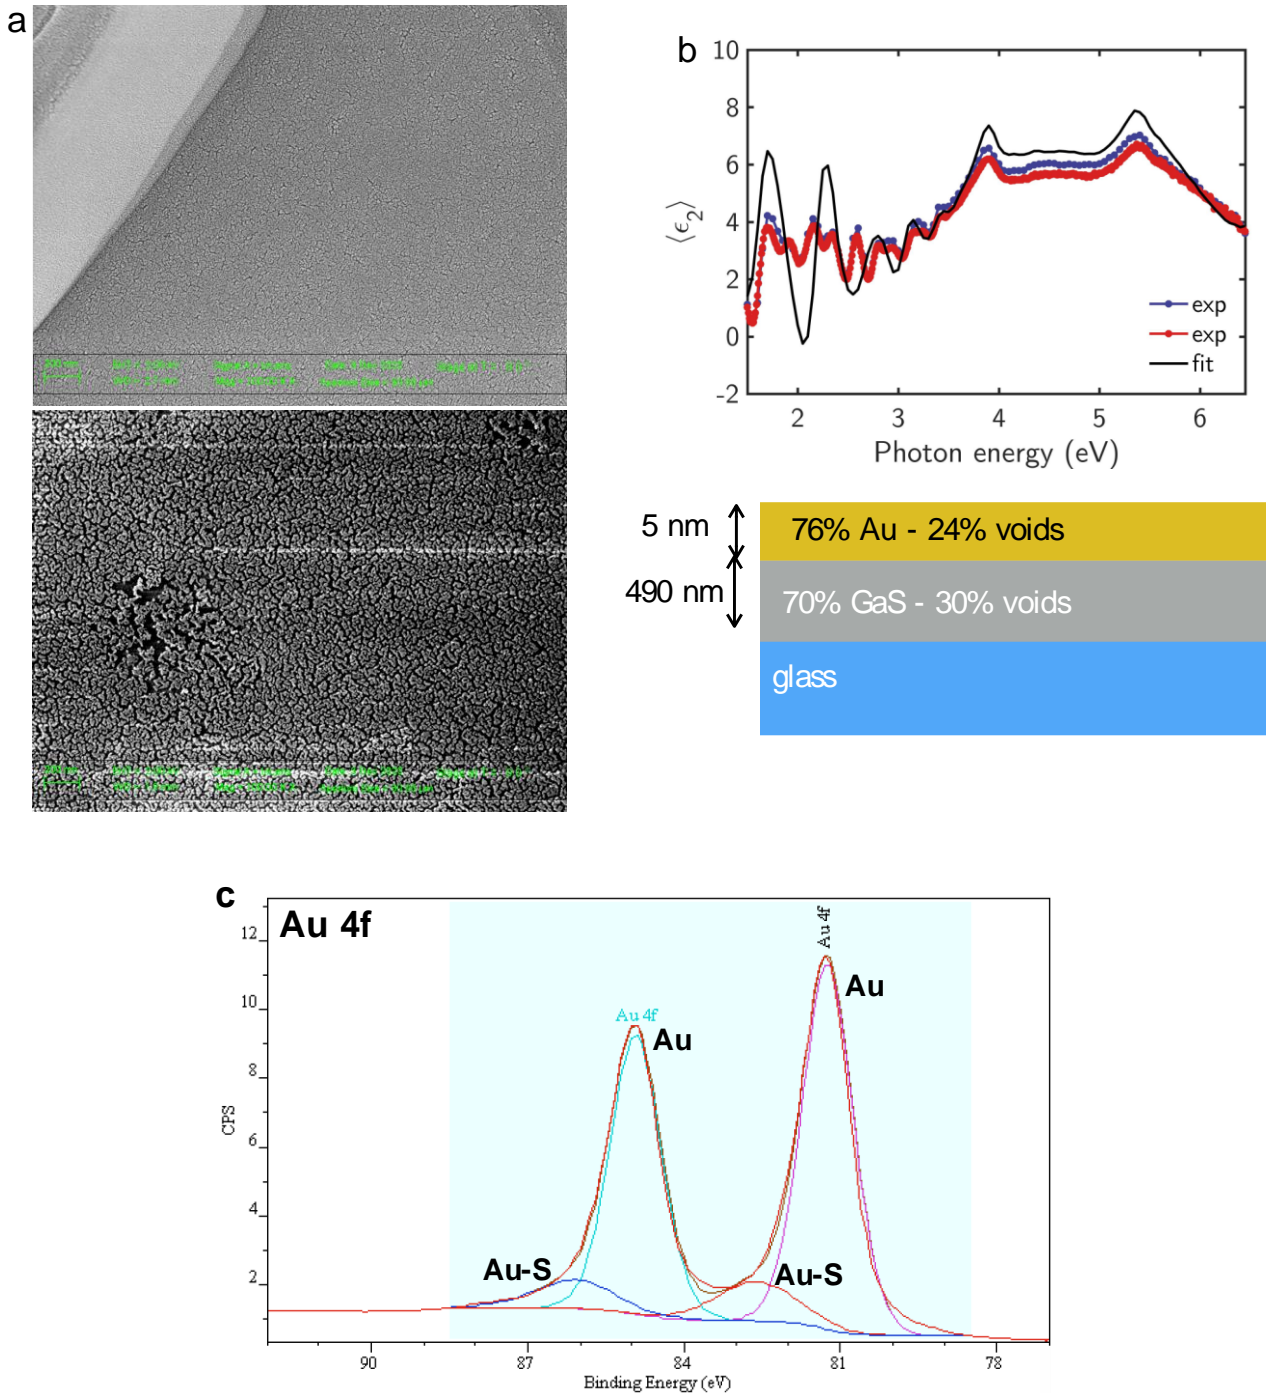 a
b
10
8
6
4
2
0
-2
⟨ϵ₂⟩
exp
exp
fit
2 3 4 5 6
Photon energy (eV)
5 nm
76% Au - 24% voids
490 nm
70% GaS - 30% voids
glass
c
Au 4f
Au 4f
Au
Au 4f
Au
Au-S
Au-S
12
10
8
6
4
2
CPS
90 87 84 81 78
Binding Energy (eV)